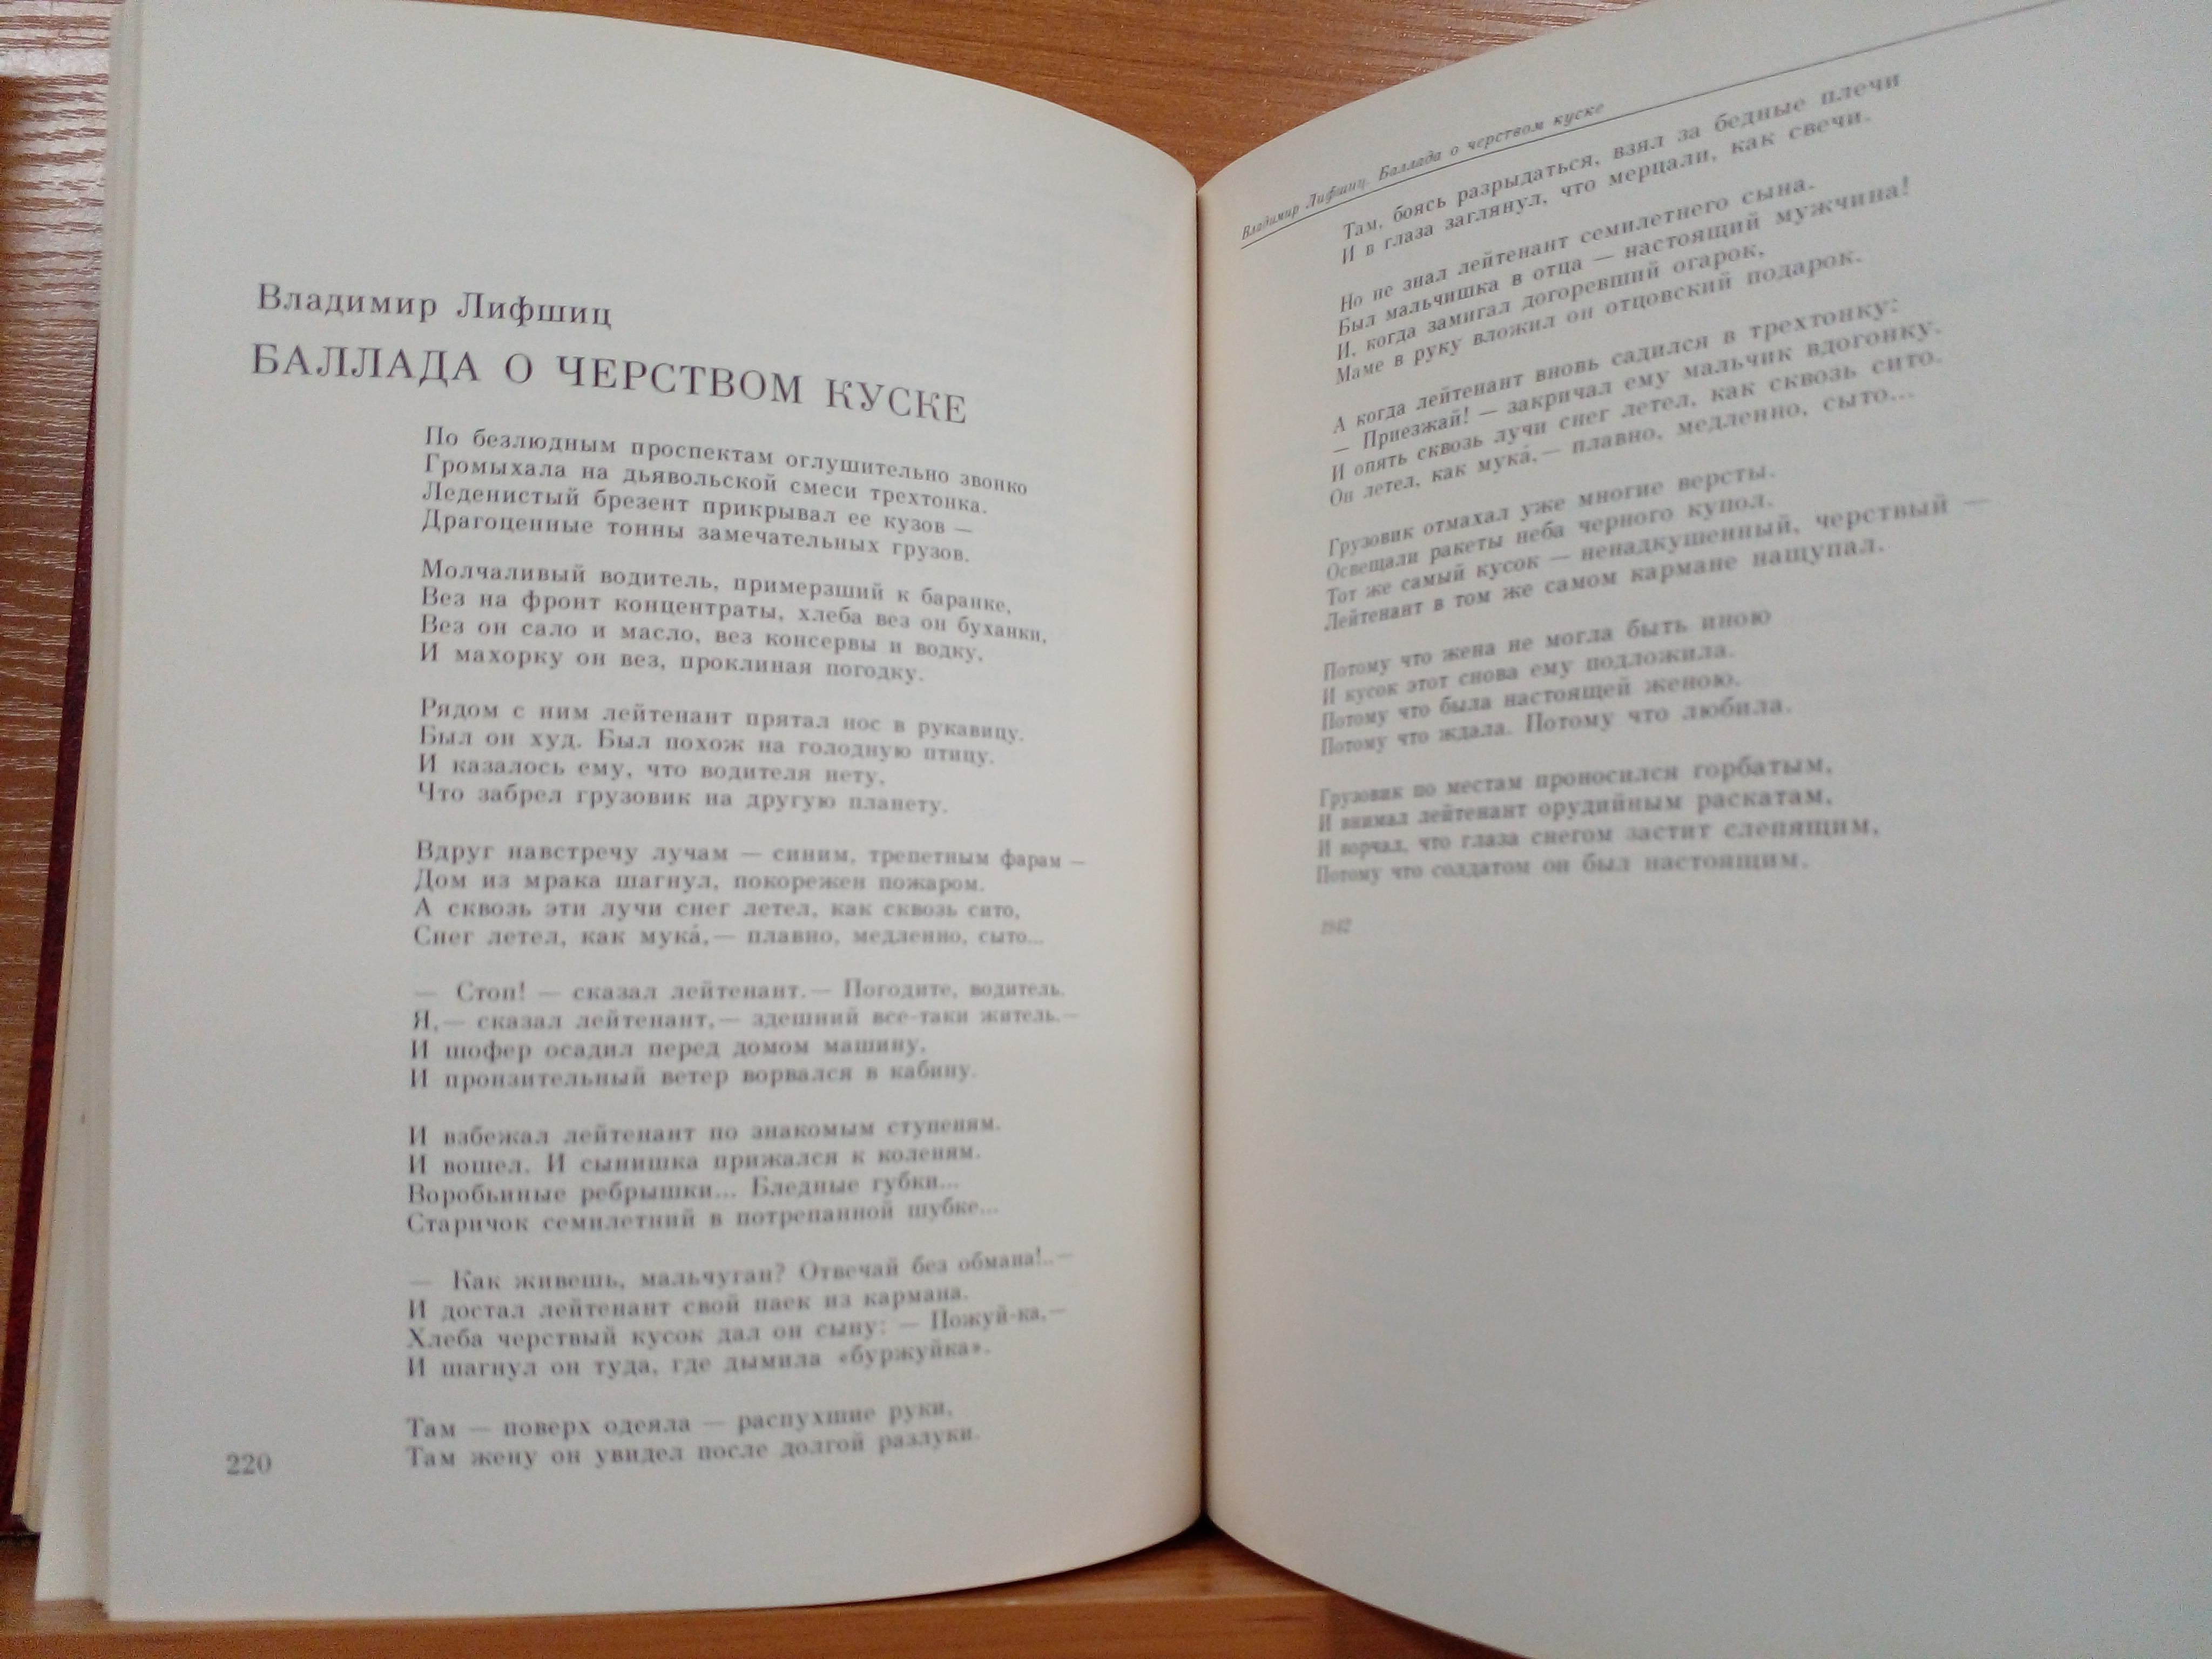 Владимир Лифшиц
БАЛЛАДА О ЧЕРСТВОМ КУСКЕ
По безлюдным проспектам оглушительно звонко
Громыхала на дьявольской смеси трехтонка.
Леденистый брезент прикрывал ее кузов —
Драгоценные тонны замечательных грузов.
Молчаливый водитель, примерзший к баранке,
Вез на фронт концентраты, хлеба вез он буханки,
Вез он сало и масло, вез консервы и водку,
И махорку он вез, проклиная погодку.
Рядом с ним лейтенант прятал нос в рукавицу.
Был он худ. Был похож на голодную птицу.
И казалось ему, что водителя нету,
Что забрел грузовик на другую планету.
Вдруг навстречу лучам — синим, трепетным фарам —
Дом из мрака шагнул, покорежен пожаром.
А сквозь эти лучи снег летел, как сквозь сито,
Снег летел, как мука́,— плавно, медленно, сыто...
— Стоп! — сказал лейтенант.— Погодите, водитель.
Я,— сказал лейтенант,— здешний все-таки житель.—
И шофер осадил перед домом машину,
И пронзительный ветер ворвался в кабину.
И взбежал лейтенант по знакомым ступеням.
И вошел. И сынишка прижался к коленям.
Воробьиные ребрышки... Бледные губки...
Старичок семилетний в потрепанной шубке...
— Как живешь, мальчуган? Отвечай без обмана!..—
И достал лейтенант свой паек из кармана.
Хлеба черствый кусок дал он сыну: — Пожуй-ка,—
И шагнул он туда, где дымила «буржуйка».
Там — поверх одеяла — распухшие руки,
Там жену он увидел после долгой разлуки.
220
Владимир Лифшиц. Баллада о черством куске
Там, боясь разрыдаться, взял за бедные плечи
И в глаза заглянул, что мерцали, как свечи.
Но не знал лейтенант семилетнего сына.
Был мальчишка в отца — настоящий мужчина!
И, когда замигал догоревший огарок,
Маме в руку вложил он отцовский подарок.
А когда лейтенант вновь садился в трехтонку:
— Приезжай! — закричал ему мальчик вдогонку.
И опять сквозь лучи снег летел, как сквозь сито.
Он летел, как мука́,— плавно, медленно, сыто...
Грузовик отмахал уже многие версты.
Освещали ракеты неба черного купол.
Тот же самый кусок — ненадкушенный, черствый —
Лейтенант в том же самом кармане нащупал.
Потому что жена не могла быть иною
И кусок этот снова ему подложила.
Потому что была настоящей женою.
Потому что ждала. Потому что любила.
Грузовик по местам проносился горбатым,
И внимал лейтенант орудийным раскатам,
И ворчал, что глаза снегом застит слепящим,
Потому что солдатом он был настоящим.
1942